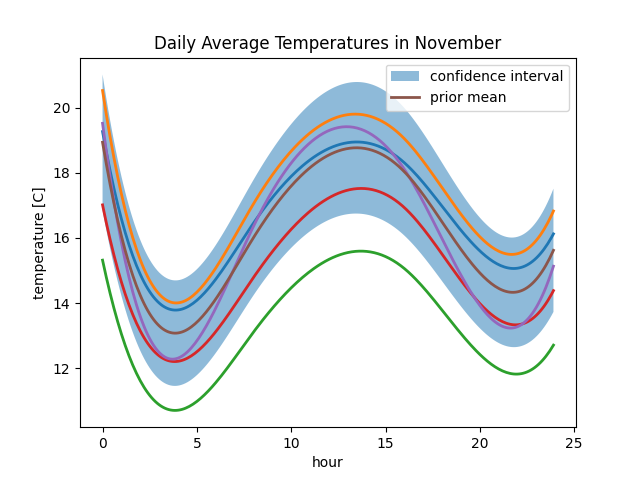 Daily Average Temperatures in November
confidence interval
prior mean
temperature [C]
20
18
16
14
12
0 5 10 15 20 25
hour